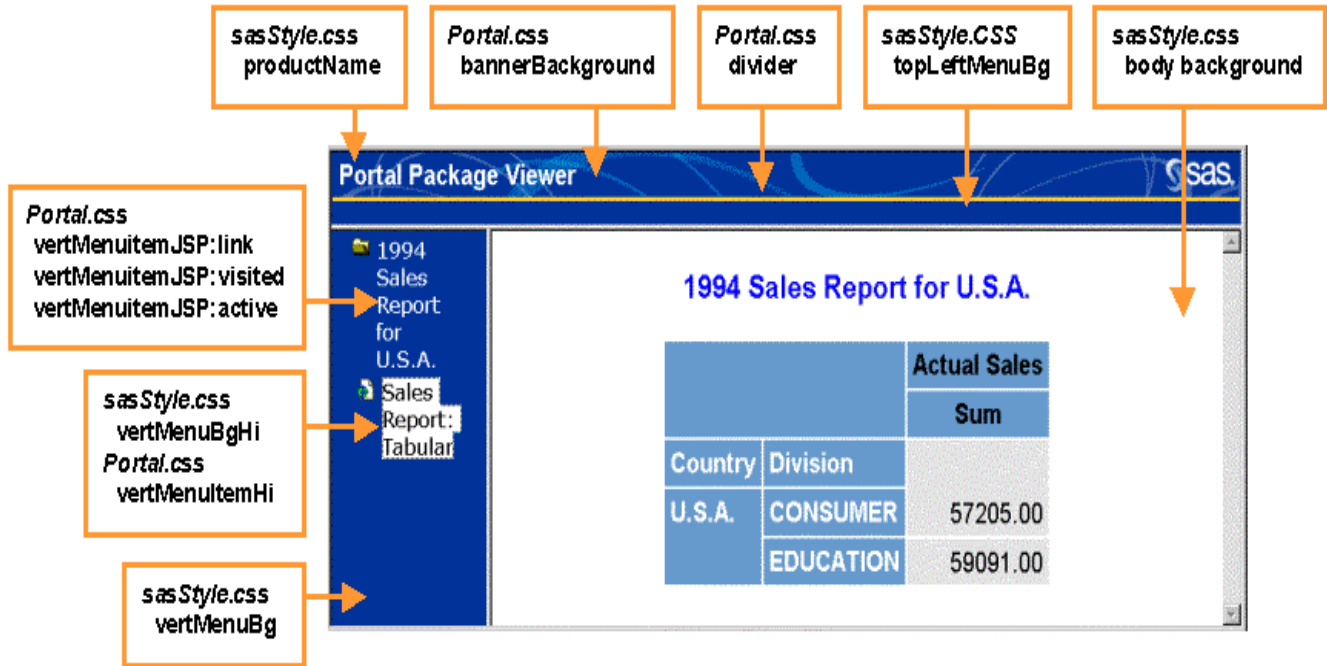 sasStyle.css
productName
Portal.css
bannerBackground
Portal.css
divider
sasStyle.CSS
topLeftMenuBg
sasStyle.css
body background
Portal Package Viewer
sas.
Portal.css
vertMenuitemJSP:link
vertMenuitemJSP:visited
vertMenuitemJSP:active
1994
Sales
Report
for
U.S.A.
Sales
Report:
Tabular
sasStyle.css
vertMenuBgHi
Portal.css
vertMenuItemHi
sasStyle.css
vertMenuBg
1994 Sales Report for U.S.A.
Actual Sales
Sum
Country Division
U.S.A. CONSUMER 57205.00
EDUCATION 59091.00